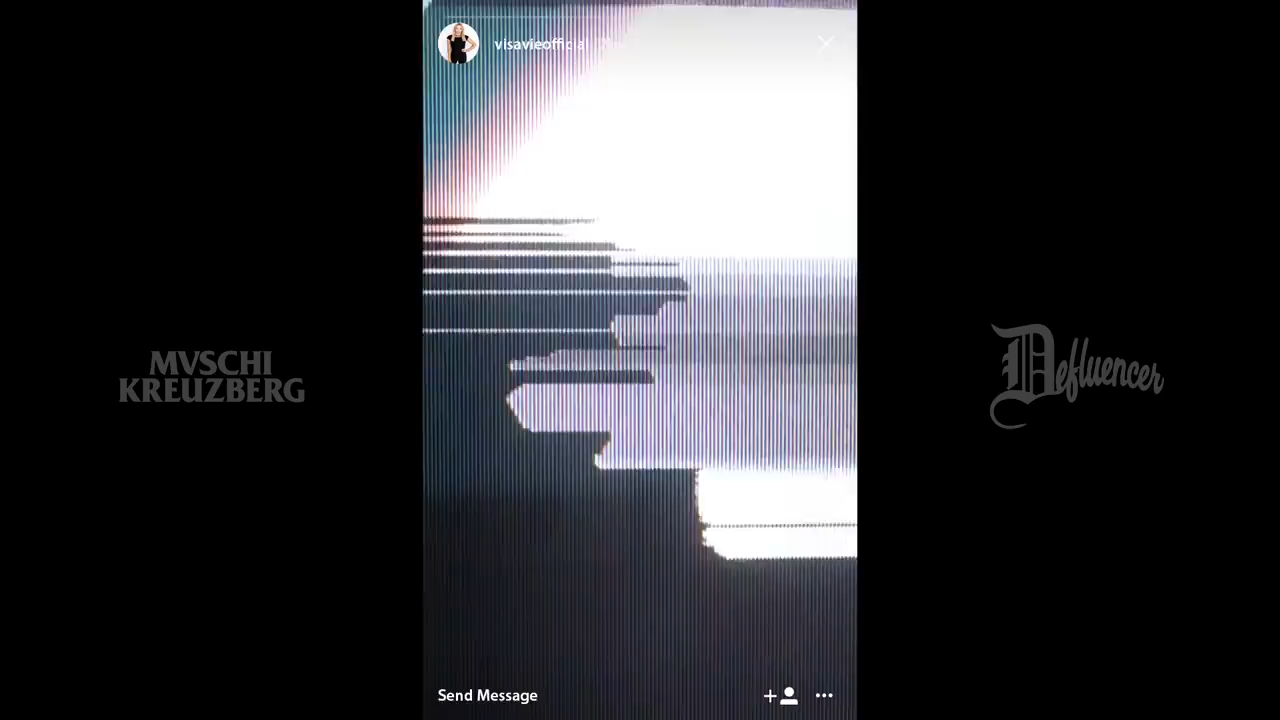 visavieofficial
MVSCHI
KREUZBERG
Defluencer
Send Message